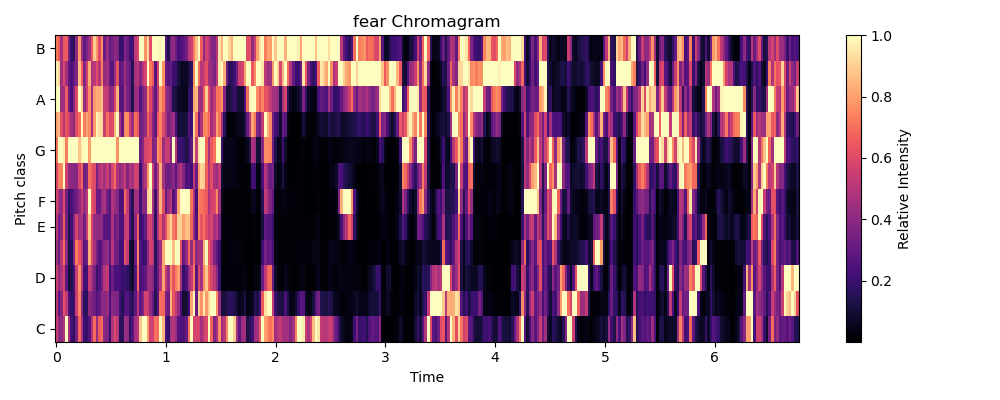 fear Chromagram
B
A
G
F
E
D
C
Pitch class
0 1 2 3 4 5 6
Time
1.0
0.8
0.6
0.4
0.2
Relative Intensity